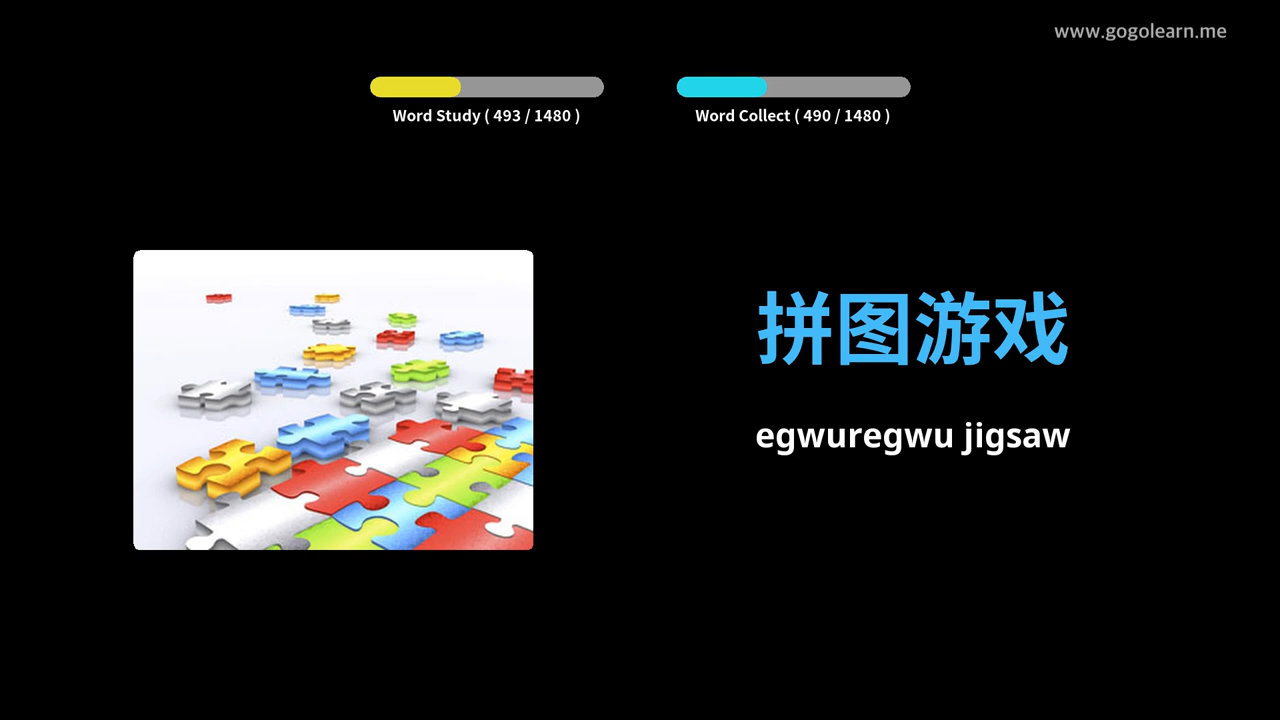 www.gogolearn.me
Word Study ( 493 / 1480 )
Word Collect ( 490 / 1480 )
拼图游戏
egwuregwu jigsaw